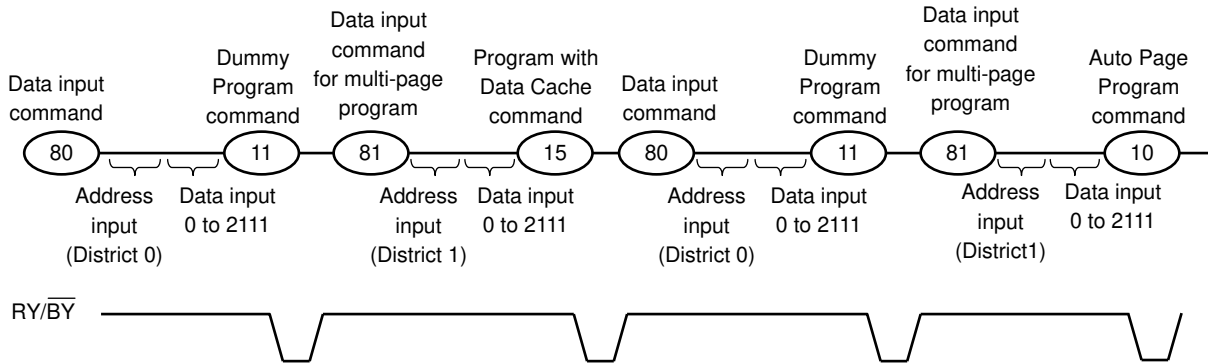 Data input
command
80
Address
input
(District 0)
Data input
0 to 2111
Dummy
Program
command
11
Data input
command
for multi-page
program
81
Address
input
(District 1)
Data input
0 to 2111
Program with
Data Cache
command
15
Data input
command
80
Address
input
(District 0)
Data input
0 to 2111
Dummy
Program
command
11
Data input
command
for multi-page
program
81
Address
input
(District1)
Data input
0 to 2111
Auto Page
Program
command
10
RY/B̅Y̅